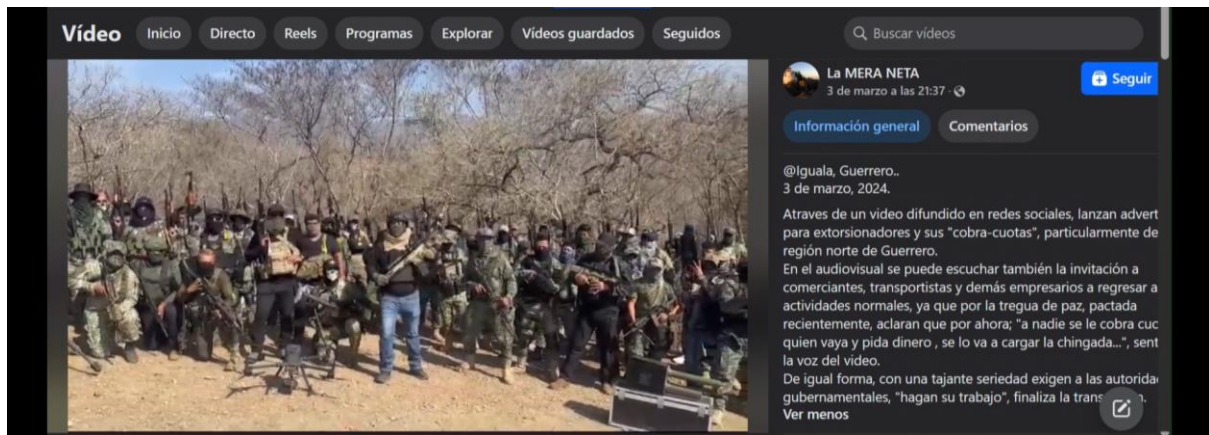 Vídeo
Inicio
Directo
Reels
Programas
Explorar
Vídeos guardados
Seguidos
Buscar vídeos
La MERA NETA
3 de marzo a las 21:37 ·
Seguir
Información general
Comentarios
@Iguala, Guerrero..
3 de marzo, 2024.
Atraves de un video difundido en redes sociales, lanzan advert
para extorsionadores y sus "cobra-cuotas", particularmente de
región norte de Guerrero.
En el audiovisual se puede escuchar también la invitación a
comerciantes, transportistas y demás empresarios a regresar a
actividades normales, ya que por la tregua de paz, pactada
recientemente, aclaran que por ahora; "a nadie se le cobra cuo
quien vaya y pida dinero , se lo va a cargar la chingada...", sent
la voz del video.
De igual forma, con una tajante seriedad exigen a las autorida
gubernamentales, "hagan su trabajo", finaliza la
Ver menos